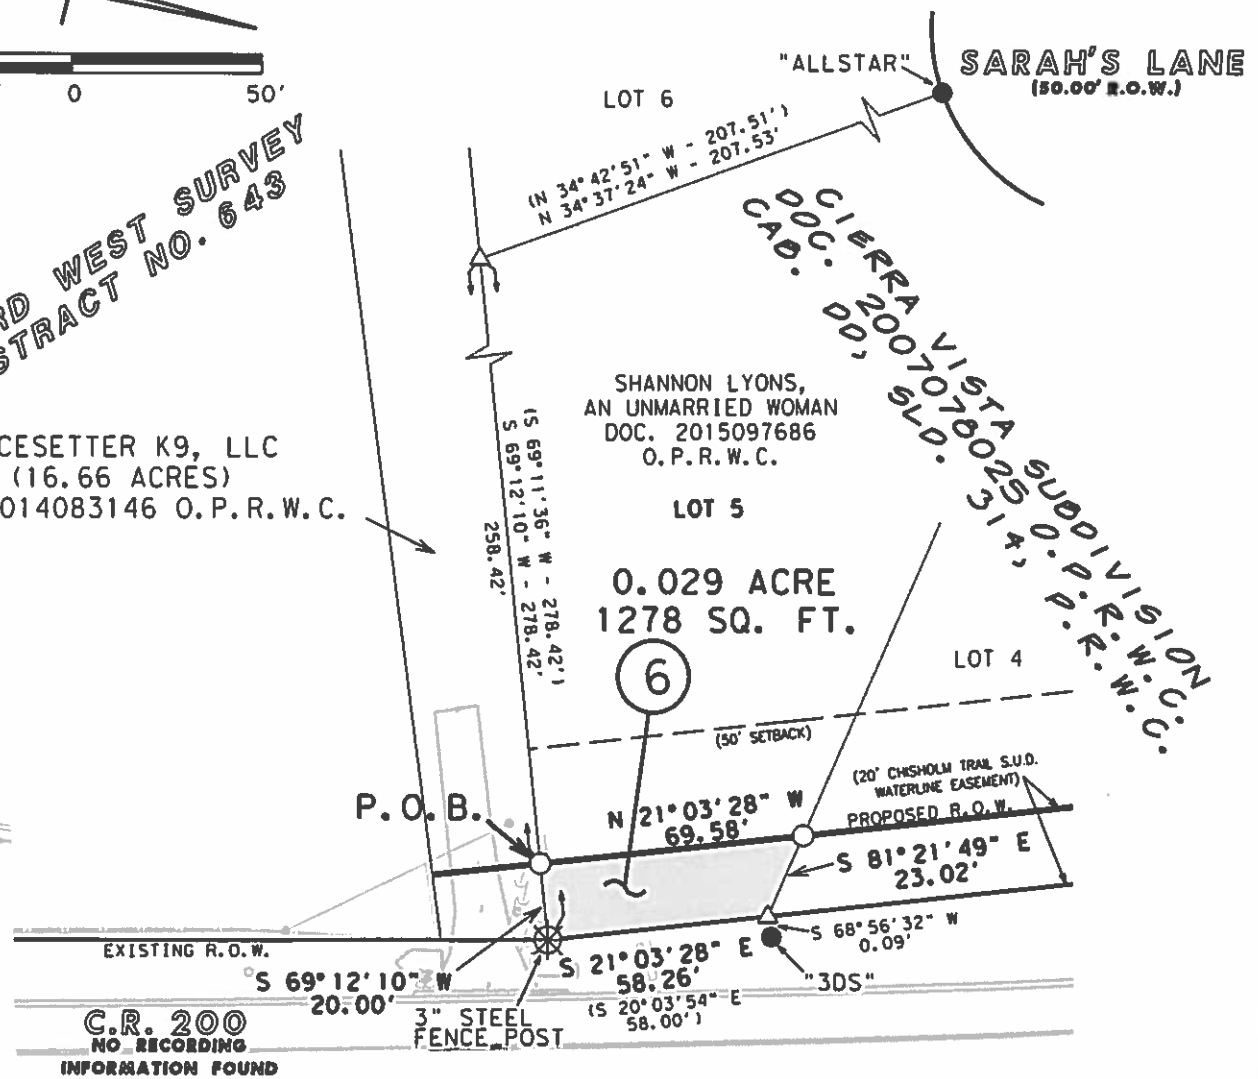 "ALLSTAR"
SARAH'S LANE
(50.00' R.O.W.)
0 50'
LOT 6
(N 34°42'51" W - 207.51')
N 34°37'24" W - 207.53'
WEST SURVEY
NO. 643
CIERRA VISTA SUBDIVISION
DOC. 2007078025 O.P.R.W.C.
CAB. DD, SLD. 314, P.R.W.C.
SHANNON LYONS,
AN UNMARRIED WOMAN
DOC. 2015097686
O.P.R.W.C.
LOT 5
CESETTER K9, LLC
(16.66 ACRES)
014083146 O.P.R.W.C.
(S 69°11'36" W - 278.42')
S 69°12'10" W - 278.42'
258.42'
0.029 ACRE
1278 SQ. FT.
6
LOT 4
(50' SETBACK)
(20' CHISHOLM TRAIL S.U.D.
WATERLINE EASEMENT)
P.O.B.
N 21°03'28" W
69.58'
PROPOSED R.O.W.
S 81°21'49" E
23.02'
S 68°56'32" W
0.09'
EXISTING R.O.W.
S 69°12'10" W
20.00'
S 21°03'28" E
58.26'
(S 20°03'54" E
58.00')
"3DS"
3" STEEL
FENCE POST
C.R. 200
NO RECORDING
INFORMATION FOUND